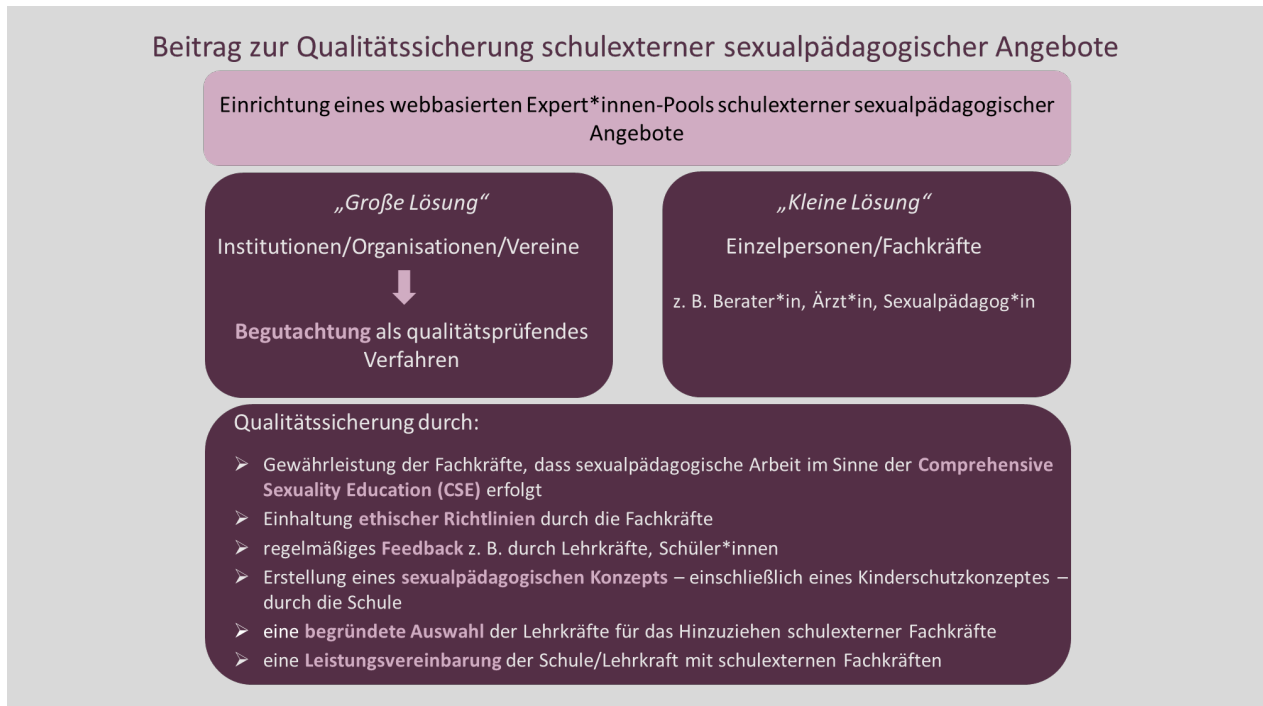 Beitrag zur Qualitätssicherung schulexterner sexualpädagogischer Angebote
Einrichtung eines webbasierten Expert*innen-Pools schulexterner sexualpädagogischer
Angebote
„Große Lösung“
Institutionen/Organisationen/Vereine
Begutachtung als qualitätsprüfendes
Verfahren
„Kleine Lösung“
Einzelpersonen/Fachkräfte
z. B. Berater*in, Ärzt*in, Sexualpädagog*in
Qualitätssicherung durch:
➢ Gewährleistung der Fachkräfte, dass sexualpädagogische Arbeit im Sinne der Comprehensive
Sexuality Education (CSE) erfolgt
➢ Einhaltung ethischer Richtlinien durch die Fachkräfte
➢ regelmäßiges Feedback z. B. durch Lehrkräfte, Schüler*innen
➢ Erstellung eines sexualpädagogischen Konzepts – einschließlich eines Kinderschutzkonzeptes –
durch die Schule
➢ eine begründete Auswahl der Lehrkräfte für das Hinzuziehen schulexterner Fachkräfte
➢ eine Leistungsvereinbarung der Schule/Lehrkraft mit schulexternen Fachkräften